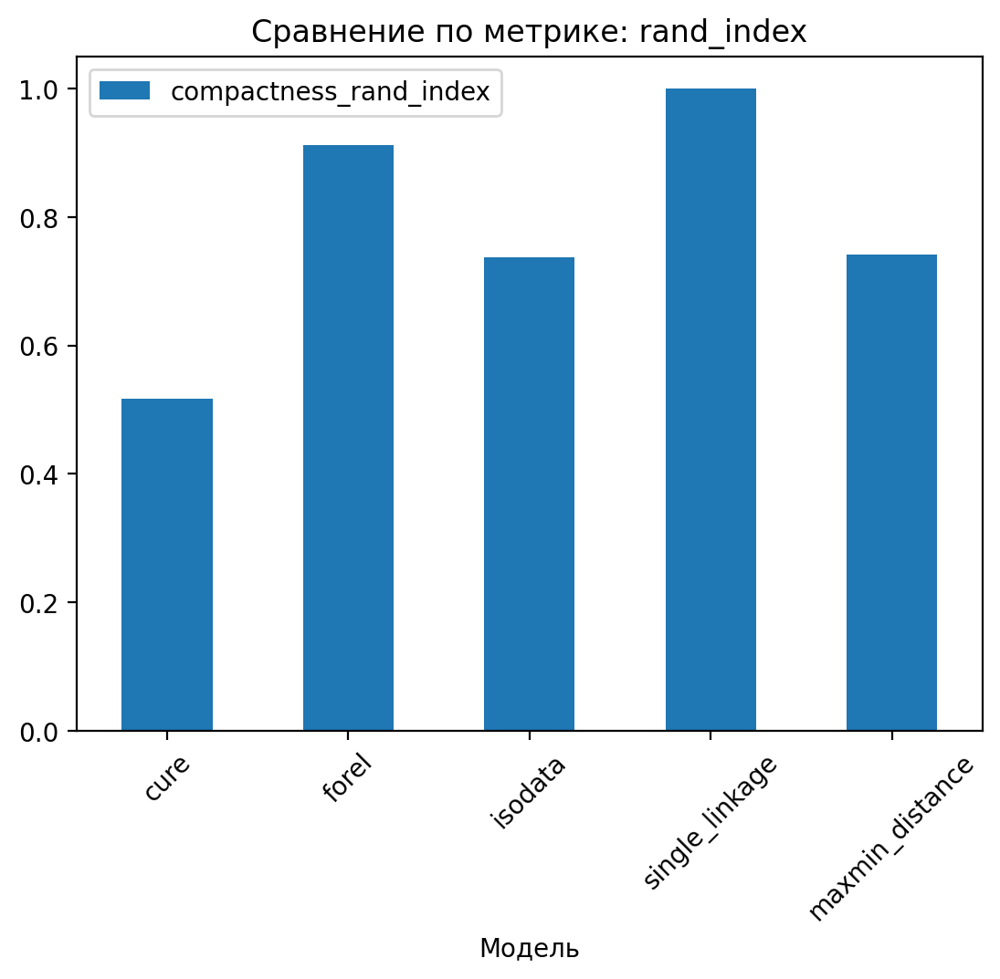 Сравнение по метрике: rand_index
compactness_rand_index
1.0
0.8
0.6
0.4
0.2
0.0
cure
forel
isodata
single_linkage
maxmin_distance
Модель